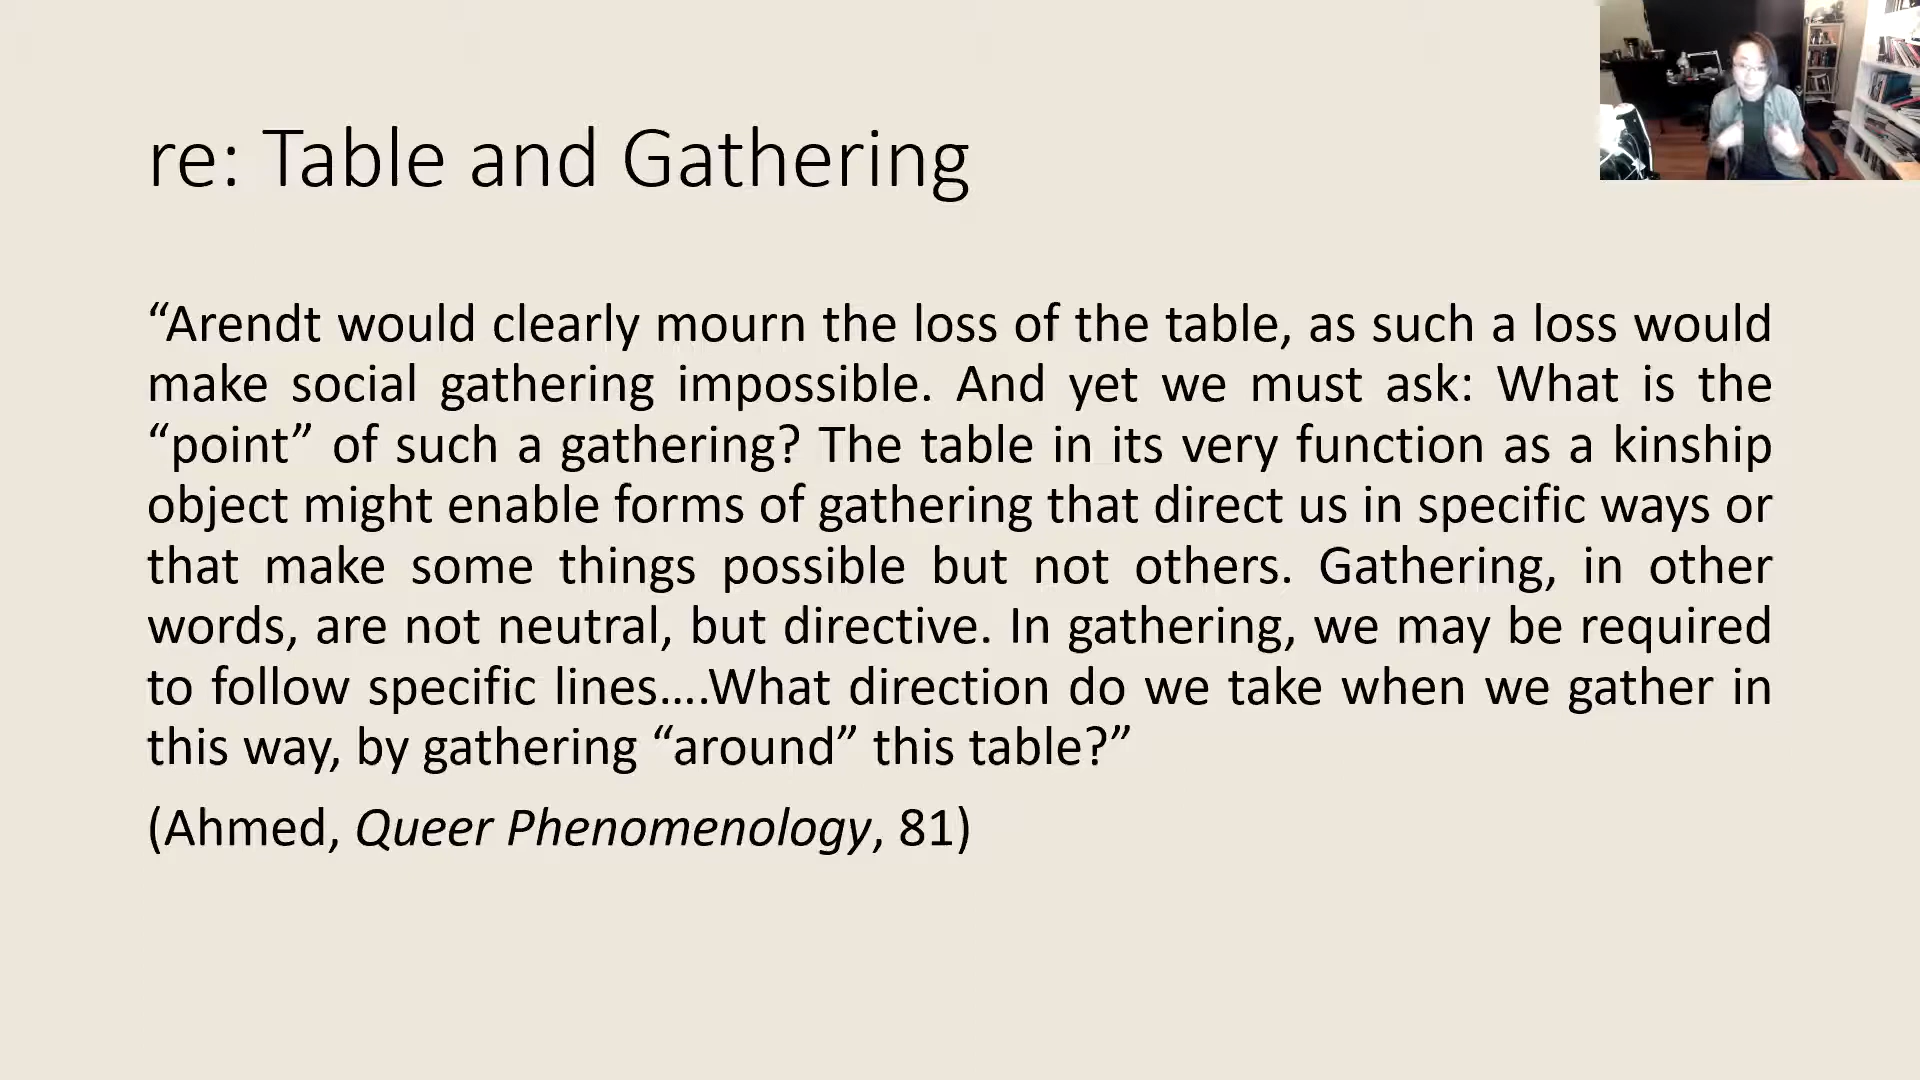 re: Table and Gathering
“Arendt would clearly mourn the loss of the table, as such a loss would
make social gathering impossible. And yet we must ask: What is the
“point” of such a gathering? The table in its very function as a kinship
object might enable forms of gathering that direct us in specific ways or
that make some things possible but not others. Gathering, in other
words, are not neutral, but directive. In gathering, we may be required
to follow specific lines....What direction do we take when we gather in
this way, by gathering “around” this table?”
(Ahmed, Queer Phenomenology, 81)